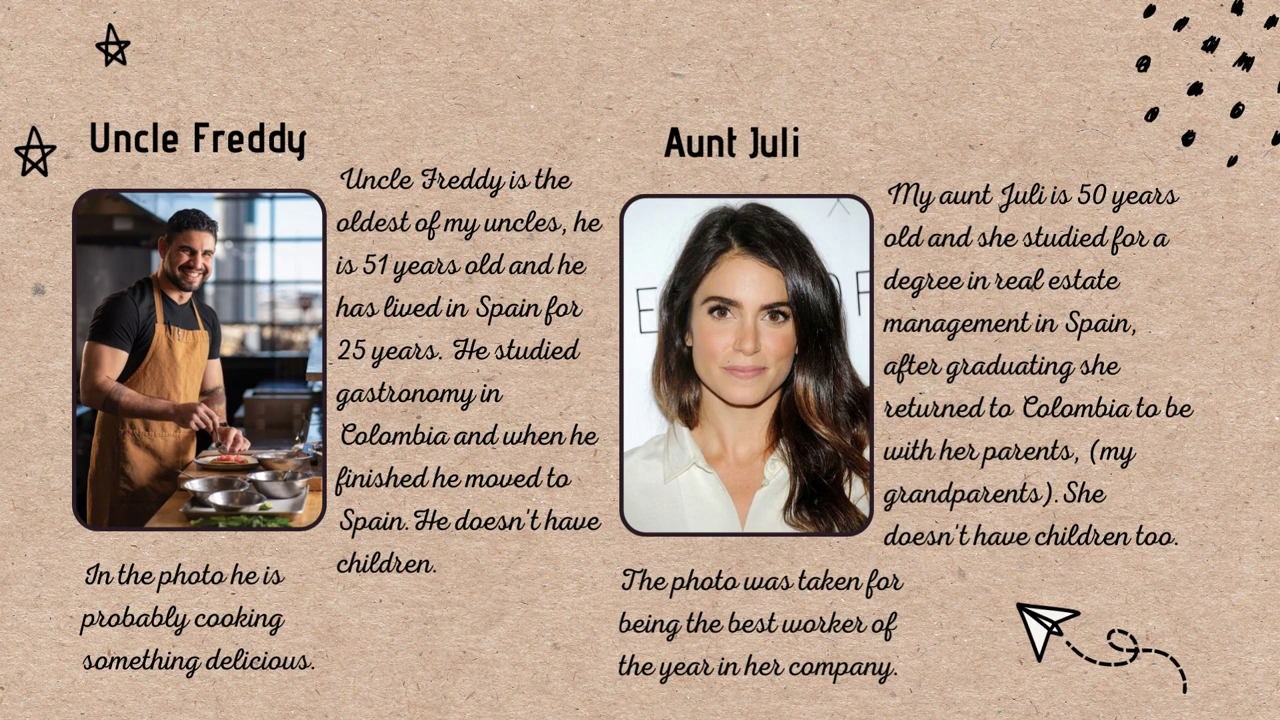 Uncle Freddy
Uncle Freddy is the
oldest of my uncles, he
is 51 years old and he
has lived in Spain for
25 years. He studied
gastronomy in
Colombia and when he
finished he moved to
Spain. He doesn't have
children.
In the photo he is
probably cooking
something delicious.
Aunt Juli
My aunt Juli is 50 years
old and she studied for a
degree in real estate
management in Spain,
after graduating she
returned to Colombia to be
with her parents, (my
grandparents). She
doesn't have children too.
The photo was taken for
being the best worker of
the year in her company.